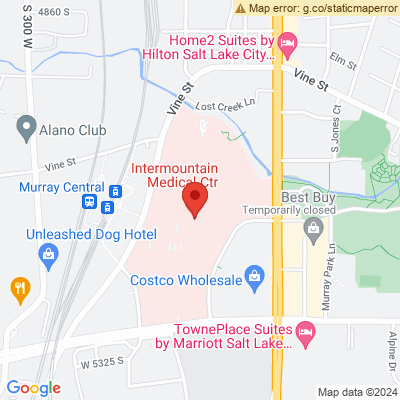 Map error: g.co/staticmaperror
4860 S
S 300 W
Home2 Suites by
Hilton Salt Lake City...
Elm St
Vine St
Vine St
Lost Creek Ln
S Jones Ct
Alano Club
Vine St
Intermountain
Medical Ctr
Murray Central
Best Buy
Temporarily closed
Unleashed Dog Hotel
Murray Park Ln
Costco Wholesale
TownePlace Suites
by Marriott Salt Lake...
W 5325 S
Alpine Dr
Google
Map data ©2024